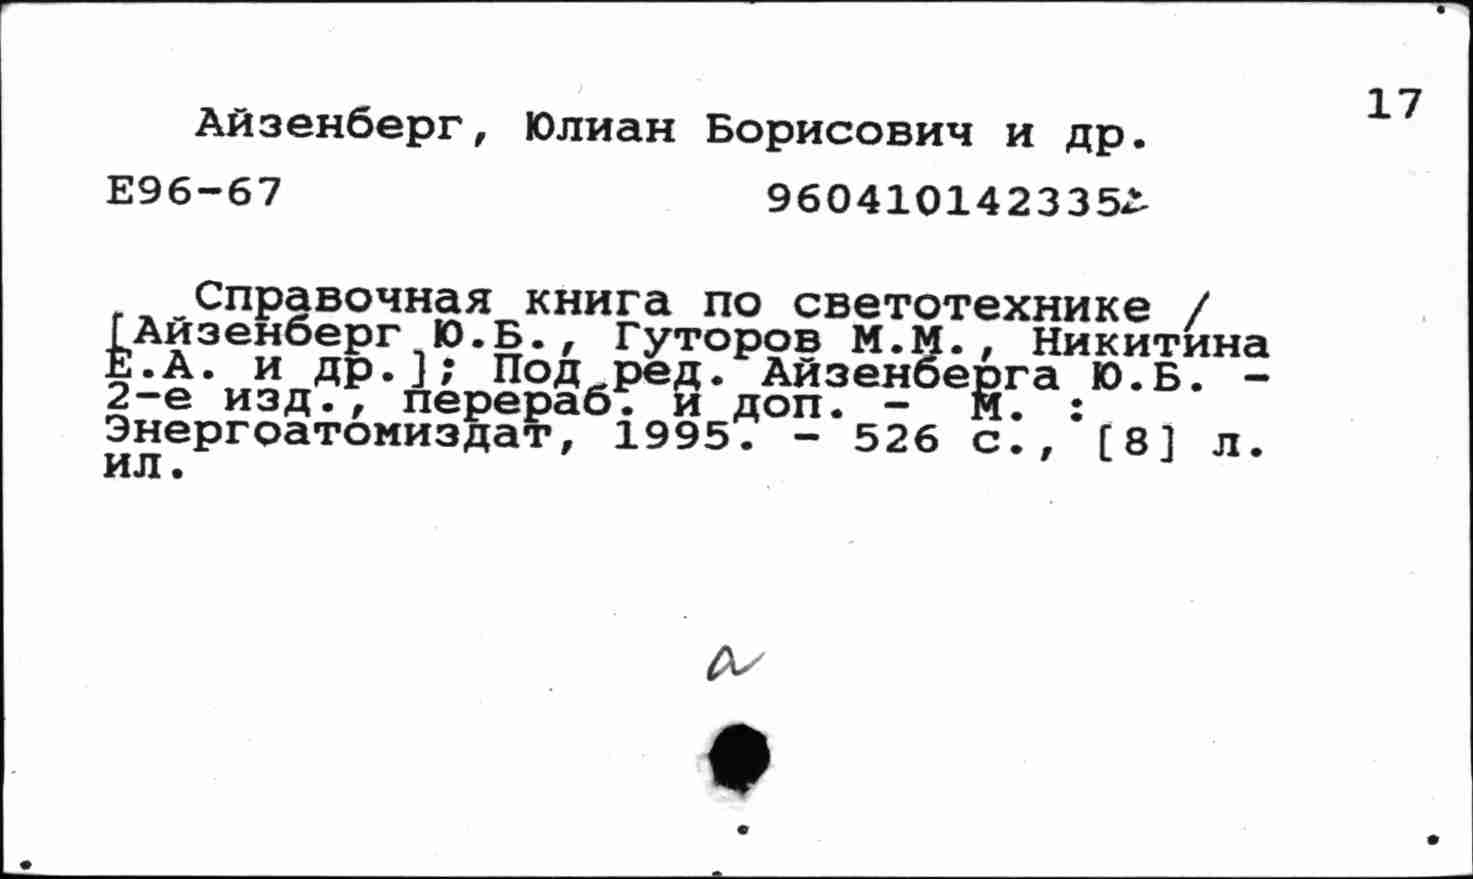 17
Айзенберг, Юлиан Борисович и др.
Е96-67 960410142335
Справочная книга по светотехнике /
[Айзенберг Ю.Б., Гуторов М.М., Никитина
Е.А. и др.]; Под ред. Айзенберга Ю.Б. -
2-е изд., перераб. и доп. - М. :
Энергоатомиздат, 1995. - 526 с., [8] л.
ил.
a